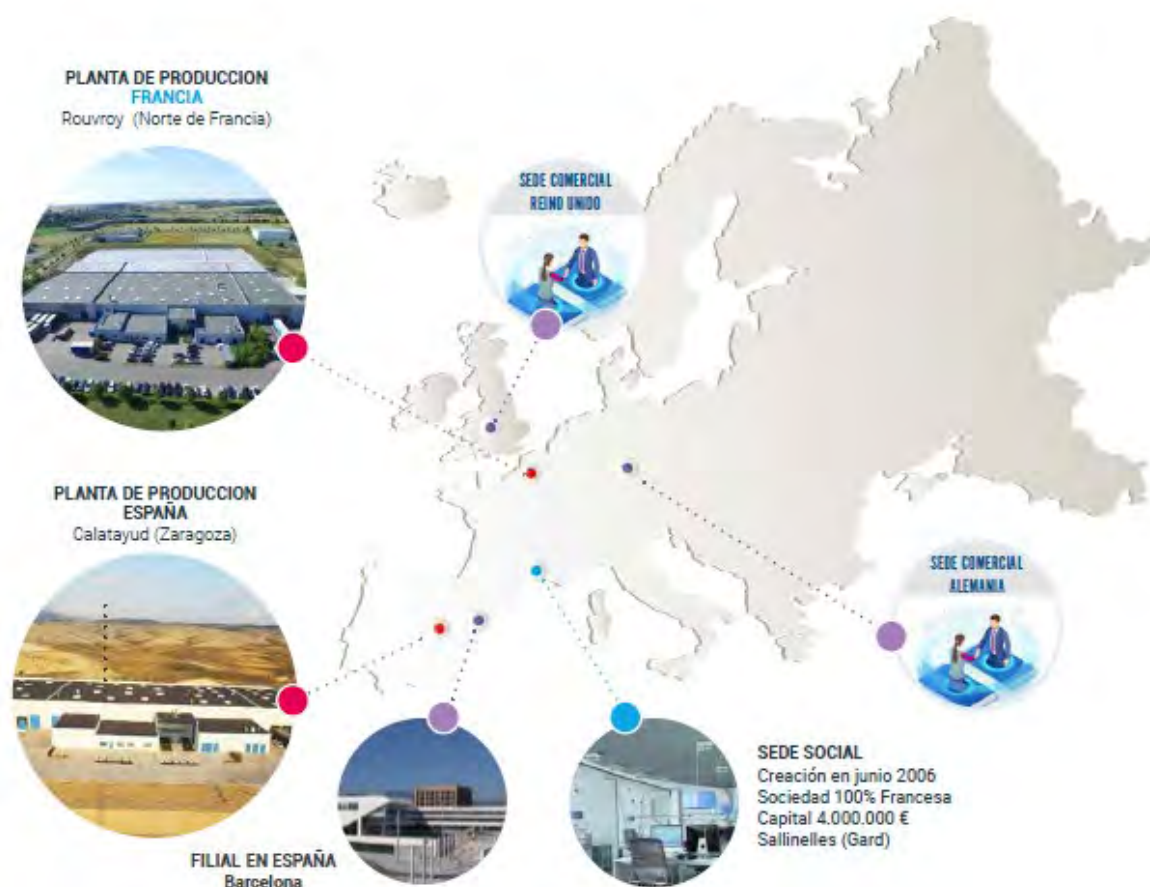 PLANTA DE PRODUCCION
FRANCIA
Rouvroy (Norte de Francia)
SEDE COMERCIAL
REINO UNIDO
PLANTA DE PRODUCCION
ESPAÑA
Calatayud (Zaragoza)
SEDE COMERCIAL
ALEMANIA
FILIAL EN ESPAÑA
Barcelona
SEDE SOCIAL
Creación en junio 2006
Sociedad 100% Francesa
Capital 4.000.000 €
Sallinelles (Gard)